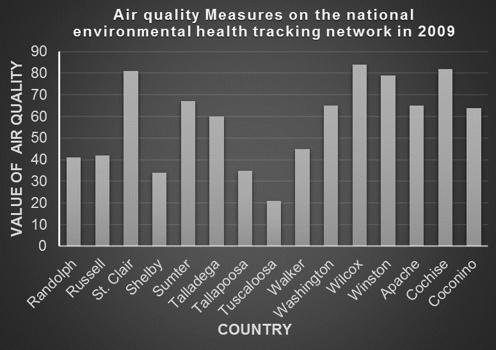 Air quality Measures on the national
environmental health tracking network in 2009
VALUE OF AIR QUALITY
90
80
70
60
50
40
30
20
10
0
Randolph
Russell
St. Clair
Shelby
Sumter
Talladega
Tallapoosa
Tuscaloosa
Walker
Washington
Wilcox
Winston
Apache
Cochise
Coconino
COUNTRY